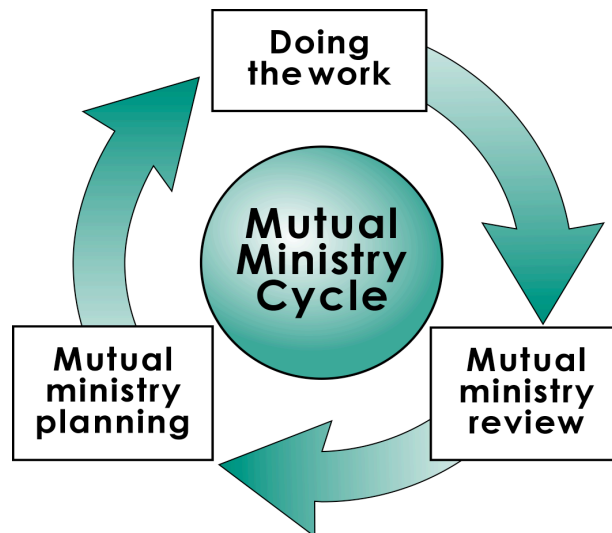 Doing
the work
Mutual
Ministry
Cycle
Mutual
ministry
planning
Mutual
ministry
review